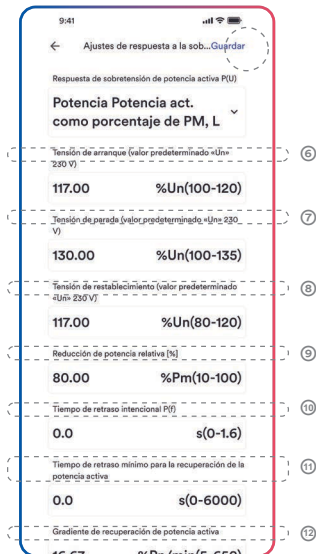 9:41
Ajustes de respuesta a la sob...Guardar
Respuesta de sobretensión de potencia activa P(U)
Potencia Potencia act.
como porcentaje de PM, L
Tensión de arranque (valor predeterminado «Un»
230 V)
6
117.00 %Un(100-120)
Tensión de parada (valor predeterminado «Un» 230
V)
7
130.00 %Un(100-135)
Tensión de restablecimiento (valor predeterminado
«Un» 230 V)
8
117.00 %Un(80-120)
Reducción de potencia relativa [%]
9
80.00 %Pm(10-100)
Tiempo de retraso intencional P(f)
10
0.0 s(0-1.6)
Tiempo de retraso mínimo para la recuperación de la
potencia activa
11
0.0 s(0-6000)
Gradiente de recuperación de potencia activa
12